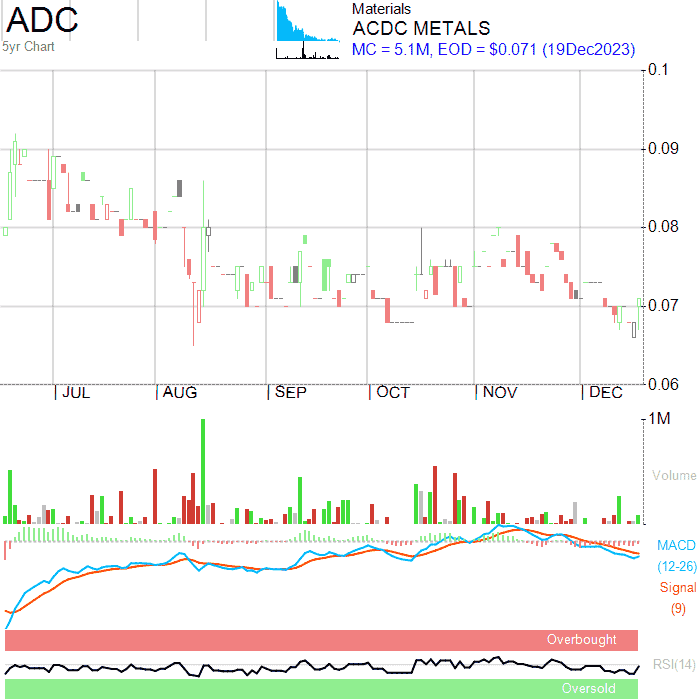 ADC
5yr Chart
Materials
ACDC METALS
MC = 5.1M, EOD = $0.071 (19Dec2023)
0.1
0.09
0.08
0.07
0.06
JUL AUG SEP OCT NOV DEC
1M
Volume
MACD
(12-26)
Signal
(9)
Overbought
RSI(14)
Oversold